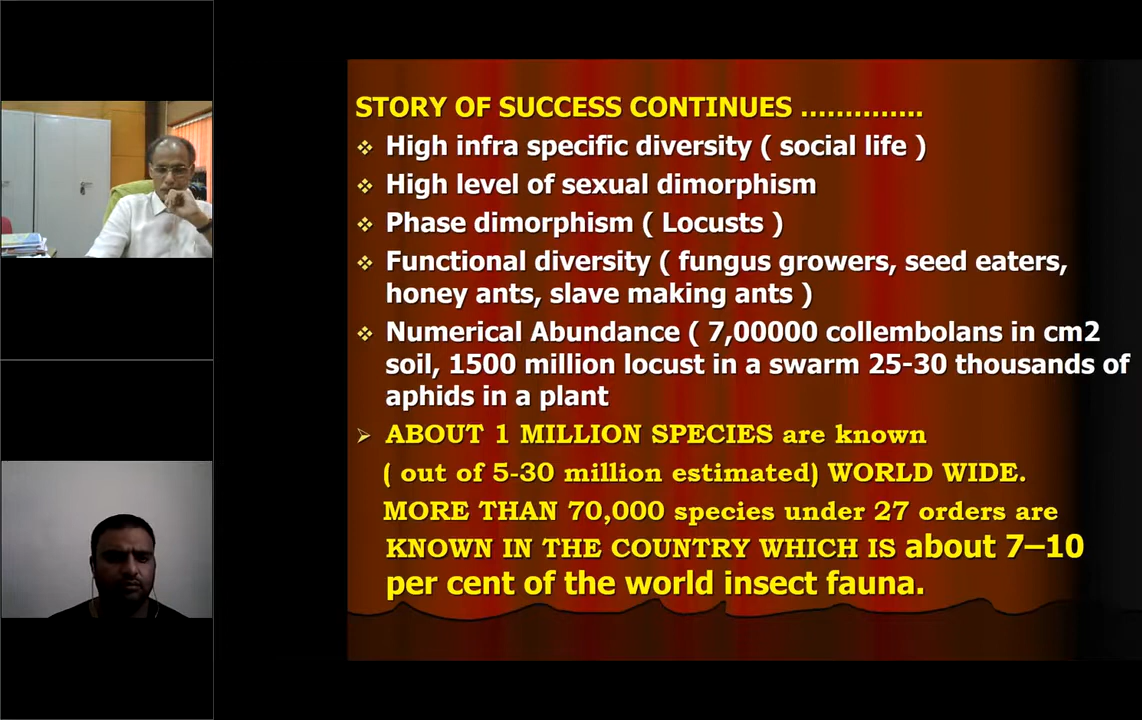 STORY OF SUCCESS CONTINUES ..............
High infra specific diversity ( social life )
High level of sexual dimorphism
Phase dimorphism ( Locusts )
Functional diversity ( fungus growers, seed eaters,
honey ants, slave making ants )
Numerical Abundance ( 7,00000 collembolans in cm2
soil, 1500 million locust in a swarm 25-30 thousands of
aphids in a plant
ABOUT 1 MILLION SPECIES are known
( out of 5-30 million estimated) WORLD WIDE.
MORE THAN 70,000 species under 27 orders are
KNOWN IN THE COUNTRY WHICH IS about 7–10
per cent of the world insect fauna.